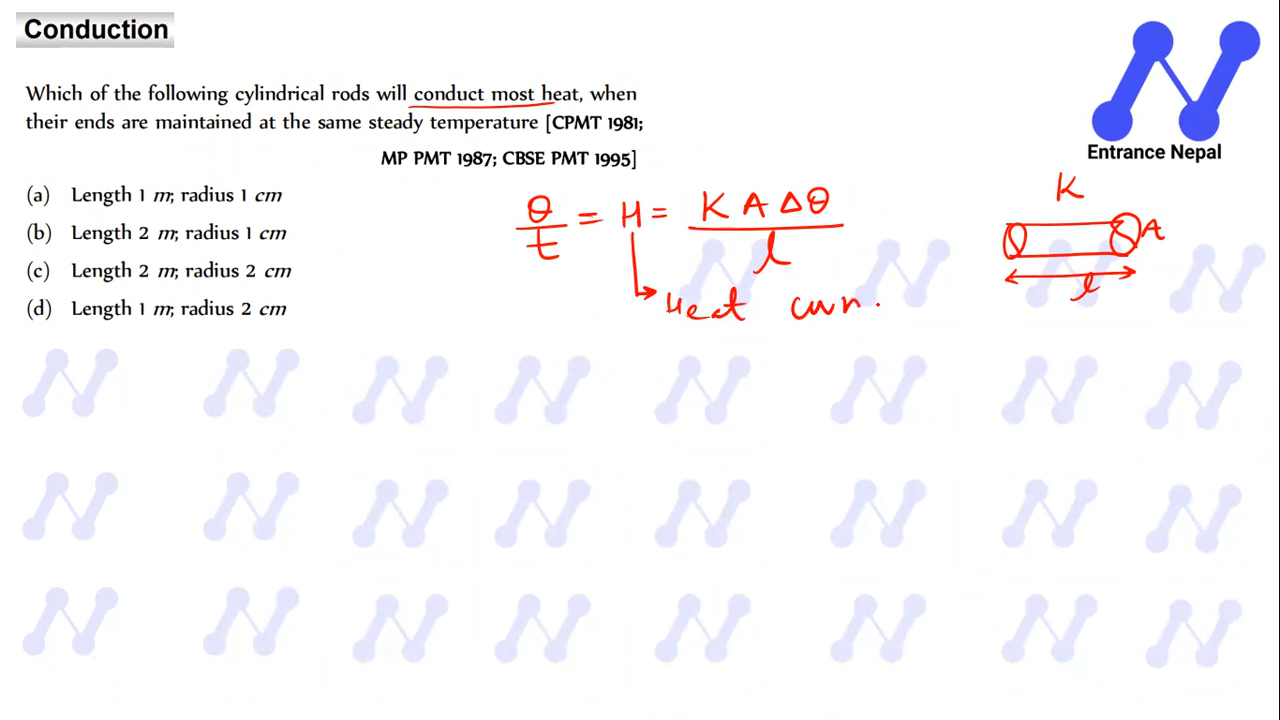 Conduction
Which of the following cylindrical rods will conduct most heat, when
their ends are maintained at the same steady temperature [CPMT 1981;
MP PMT 1987; CBSE PMT 1995]
(a) Length 1 m; radius 1 cm
(b) Length 2 m; radius 1 cm
(c) Length 2 m; radius 2 cm
(d) Length 1 m; radius 2 cm
θ/t = H = K A Δθ / l
Heat curr.
Entrance Nepal
K
A
l